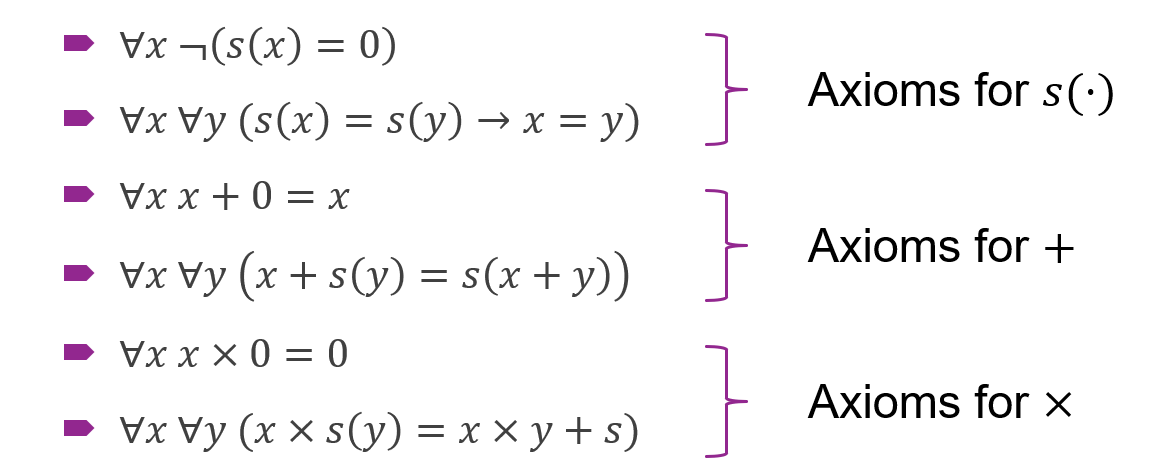 ∀x ¬(s(x) = 0)
∀x ∀y (s(x) = s(y) → x = y)
Axioms for s(·)
∀x x + 0 = x
∀x ∀y (x + s(y) = s(x + y))
Axioms for +
∀x x × 0 = 0
∀x ∀y (x × s(y) = x × y + s)
Axioms for ×